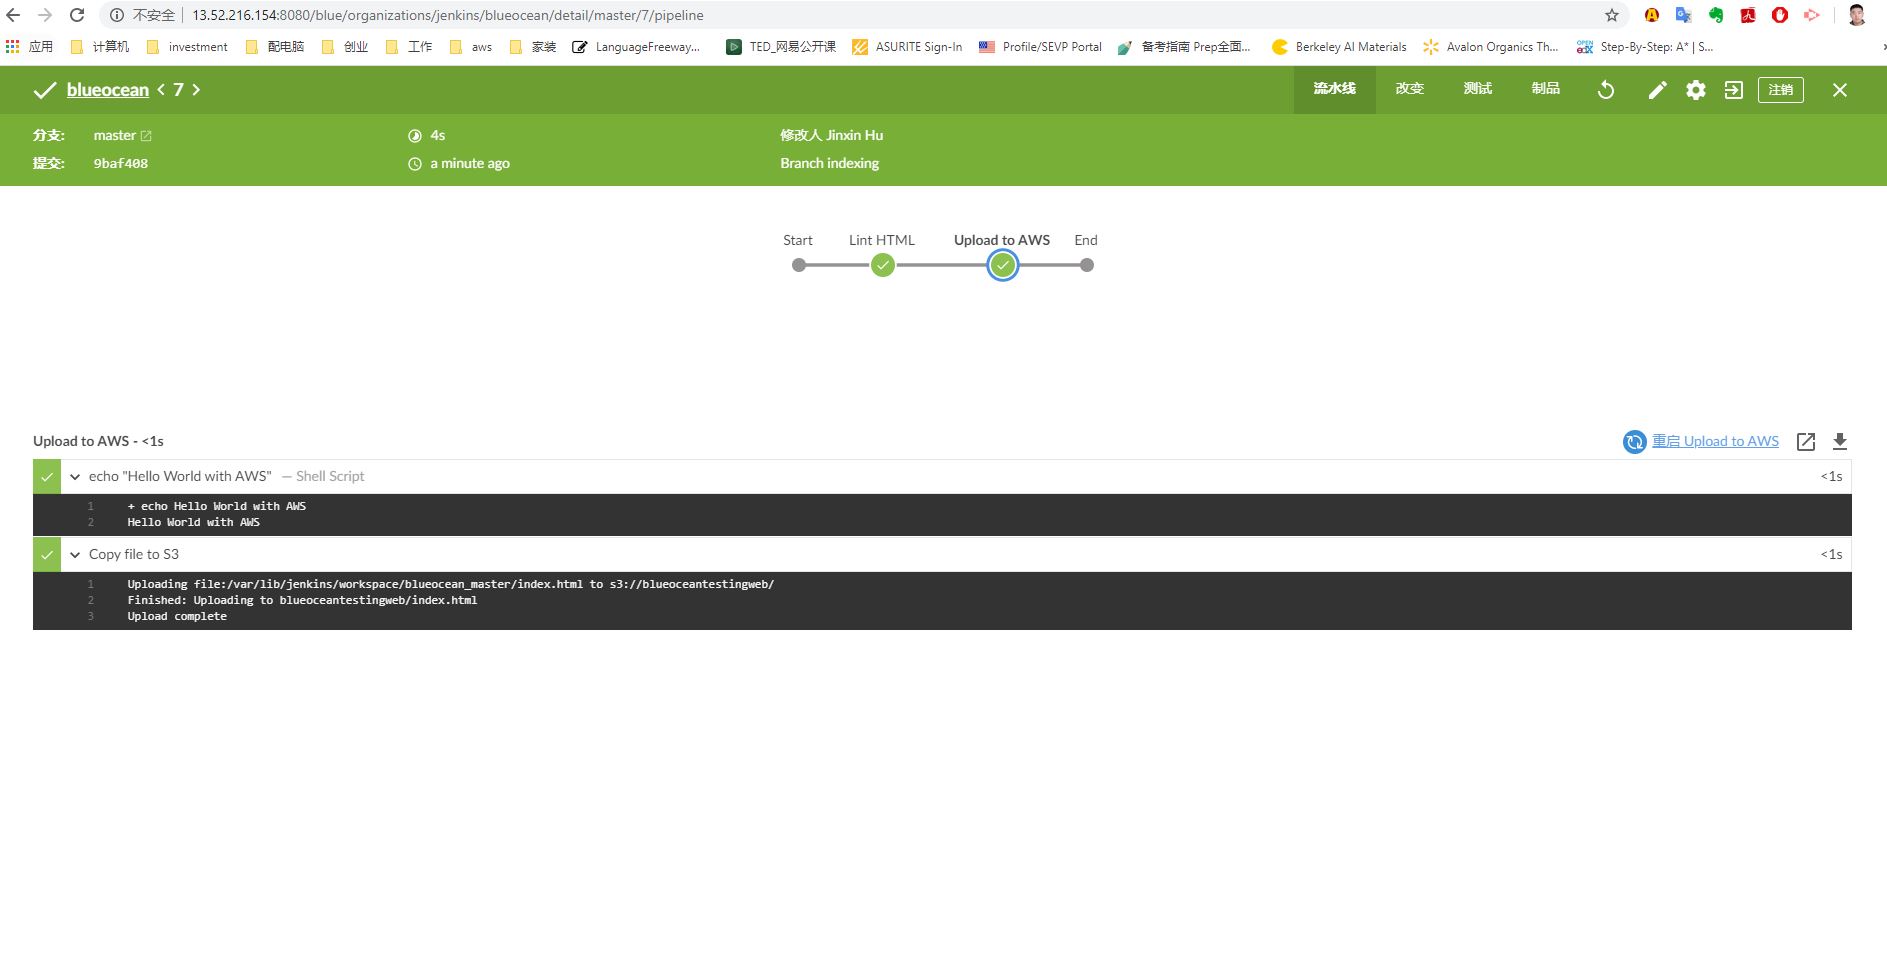 不安全 13.52.216.154:8080/blue/organizations/jenkins/blueocean/detail/master/7/pipeline
应用 计算机 investment 配电脑 创业 工作 aws 家装 LanguageFreeway... TED_网易公开课 ASURITE Sign-In Profile/SEVP Portal 备考指南 Prep全面... Berkeley AI Materials Avalon Organics Th... Step-By-Step: A* | S...
blueocean < 7 > 流水线 改变 测试 制品 注销
分支: master 4s 修改人 Jinxin Hu
提交: 9baf408 a minute ago Branch indexing
Start Lint HTML Upload to AWS End
Upload to AWS - <1s 重启 Upload to AWS
echo "Hello World with AWS" — Shell Script <1s
1 + echo Hello World with AWS
2 Hello World with AWS
Copy file to S3 <1s
1 Uploading file:/var/lib/jenkins/workspace/blueocean_master/index.html to s3://blueoceantestingweb/
2 Finished: Uploading to blueoceantestingweb/index.html
3 Upload complete